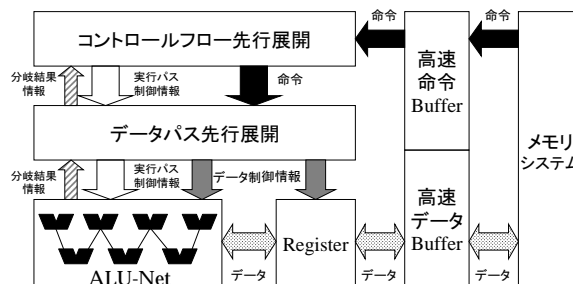 コントロールフロー先行展開
命令
命令
高速
命令
Buffer
メモリ
システム
分岐結果
情報
実行パス
制御情報
命令
データパス先行展開
分岐結果
情報
実行パス
制御情報
データ制御情報
高速
データ
Buffer
Register
ALU-Net
データ
データ
データ